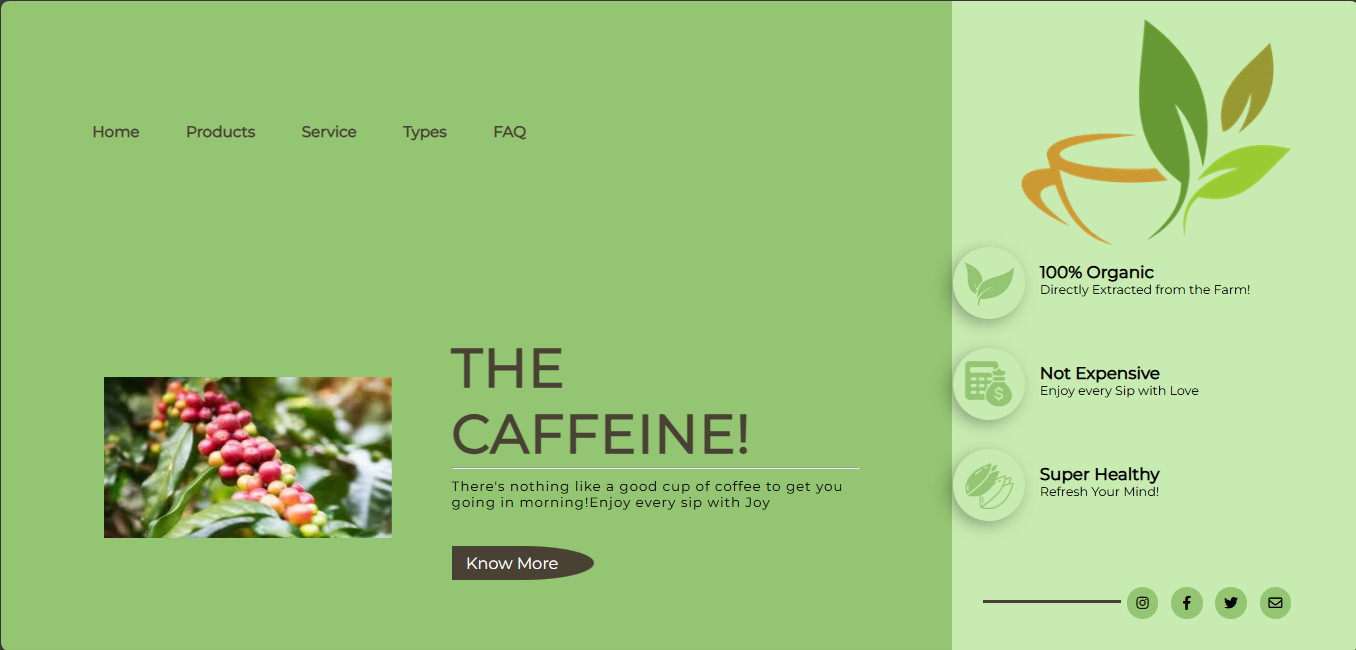 Home Products Service Types FAQ
THE
CAFFEINE!
There's nothing like a good cup of coffee to get you
going in morning!Enjoy every sip with Joy
Know More
100% Organic
Directly Extracted from the Farm!
Not Expensive
Enjoy every Sip with Love
Super Healthy
Refresh Your Mind!